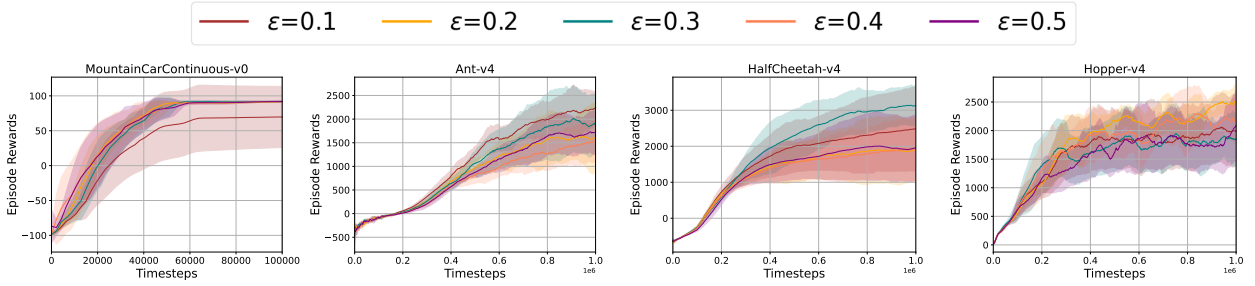 ε=0.1 ε=0.2 ε=0.3 ε=0.4 ε=0.5
MountainCarContinuous-v0
Episode Rewards
100
50
0
−50
−100
0 20000 40000 60000 80000 100000
Timesteps
Ant-v4
Episode Rewards
2500
2000
1500
1000
500
0
−500
0.0 0.2 0.4 0.6 0.8 1.0
1e6
Timesteps
HalfCheetah-v4
Episode Rewards
3000
2000
1000
0
0.0 0.2 0.4 0.6 0.8 1.0
1e6
Timesteps
Hopper-v4
Episode Rewards
2500
2000
1500
1000
500
0
0.0 0.2 0.4 0.6 0.8 1.0
1e6
Timesteps